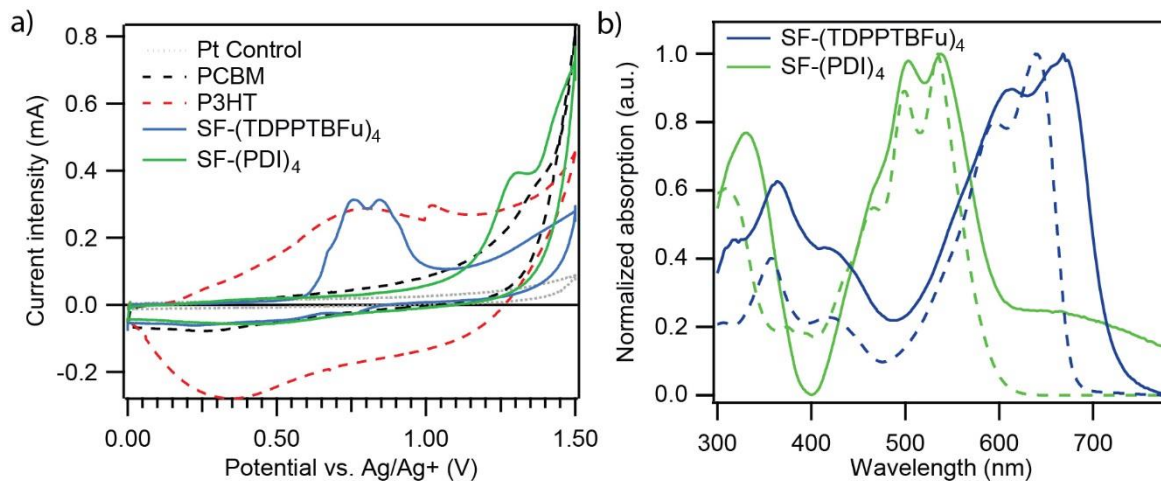 a)
Pt Control
PCBM
P3HT
SF-(TDPPTBFu)4
SF-(PDI)4
0.8
0.6
0.4
0.2
0.0
-0.2
Current intensity (mA)
0.00
0.50
1.00
1.50
Potential vs. Ag/Ag+ (V)
b)
SF-(TDPPTBFu)4
SF-(PDI)4
1.0
0.8
0.6
0.4
0.2
0.0
Normalized absorption (a.u.)
300
400
500
600
700
Wavelength (nm)